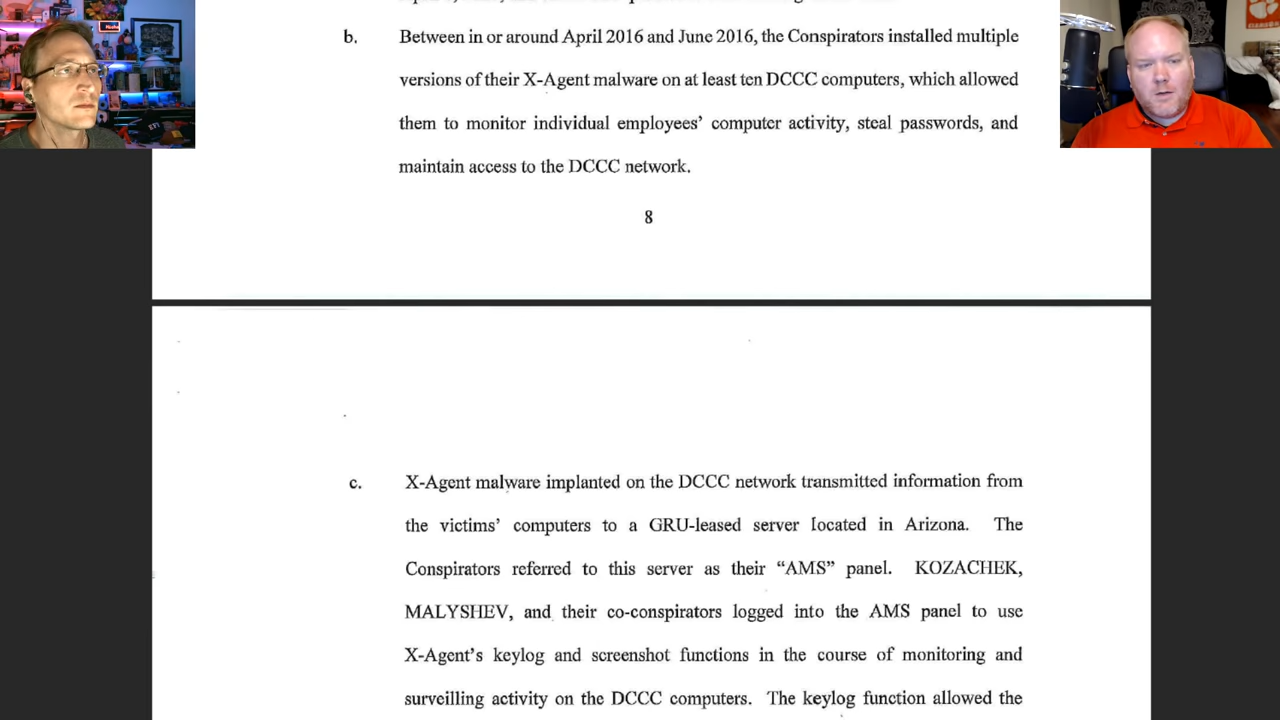 b. Between in or around April 2016 and June 2016, the Conspirators installed multiple
versions of their X-Agent malware on at least ten DCCC computers, which allowed
them to monitor individual employees' computer activity, steal passwords, and
maintain access to the DCCC network.
8
c. X-Agent malware implanted on the DCCC network transmitted information from
the victims' computers to a GRU-leased server located in Arizona. The
Conspirators referred to this server as their “AMS” panel. KOZACHEK,
MALYSHEV, and their co-conspirators logged into the AMS panel to use
X-Agent's keylog and screenshot functions in the course of monitoring and
surveilling activity on the DCCC computers. The keylog function allowed the